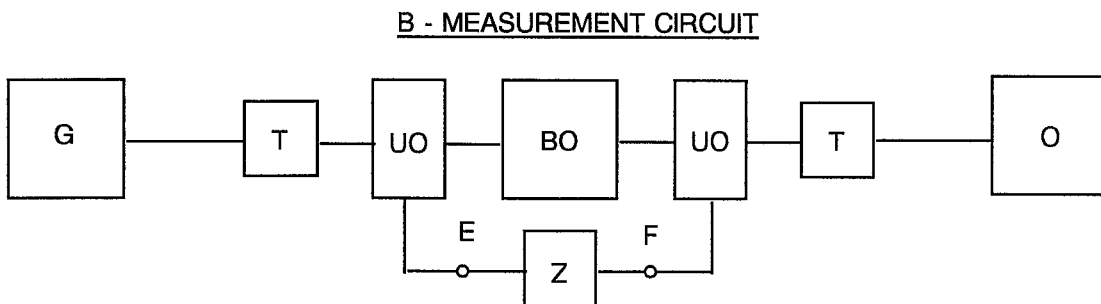 B - MEASUREMENT CIRCUIT
G T UO BO UO T O
E F
Z